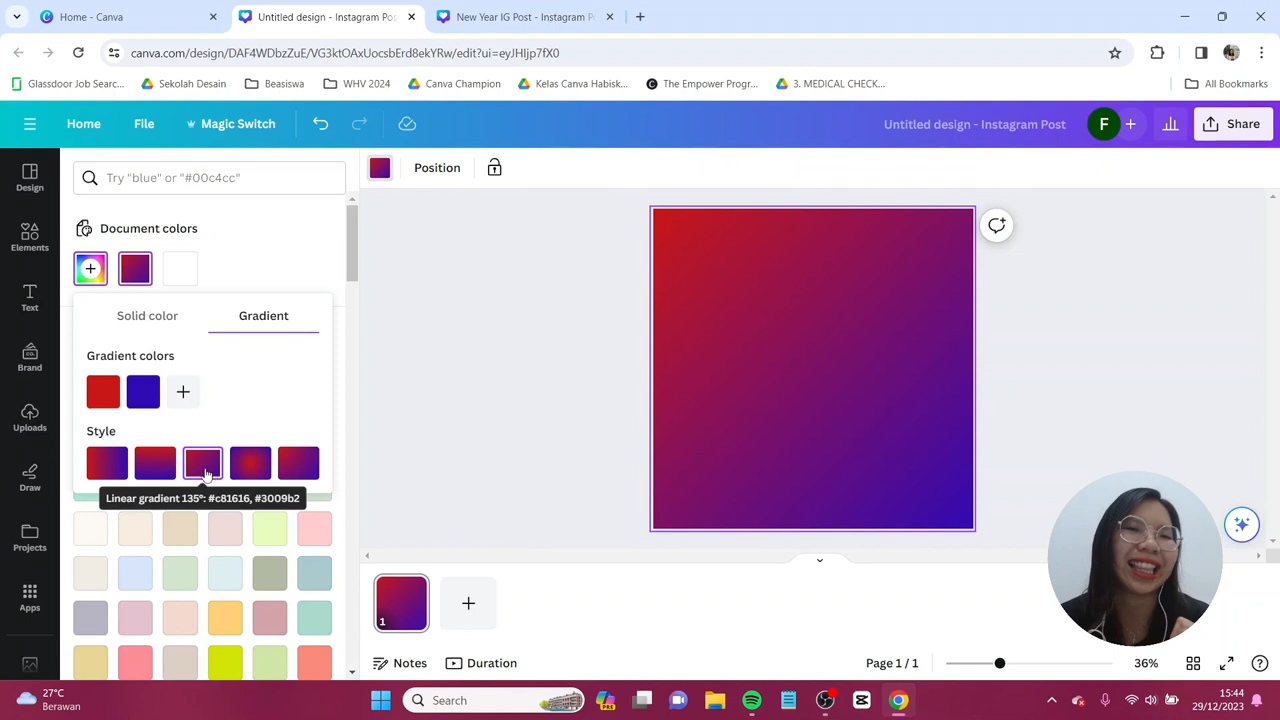 Home - Canva
Untitled design - Instagram Pos
New Year IG Post - Instagram P
canva.com/design/DAF4WDbzZuE/VG3ktOAxUocsbErd8ekYRw/edit?ui=eyJHIjp7fX0
Glassdoor Job Searc...
Sekolah Desain
Beasiswa
WHV 2024
Canva Champion
Kelas Canva Habisk...
The Empower Progr...
3. MEDICAL CHECK...
All Bookmarks
Home
File
Magic Switch
Untitled design - Instagram Post
F
Share
Design
Elements
Text
Brand
Uploads
Draw
Projects
Apps
Try "blue" or "#00c4cc"
Position
Document colors
Solid color
Gradient
Gradient colors
Style
Linear gradient 135°: #c81616, #3009b2
1
Notes
Duration
Page 1 / 1
36%
27°C
Berawan
Search
15:44
29/12/2023